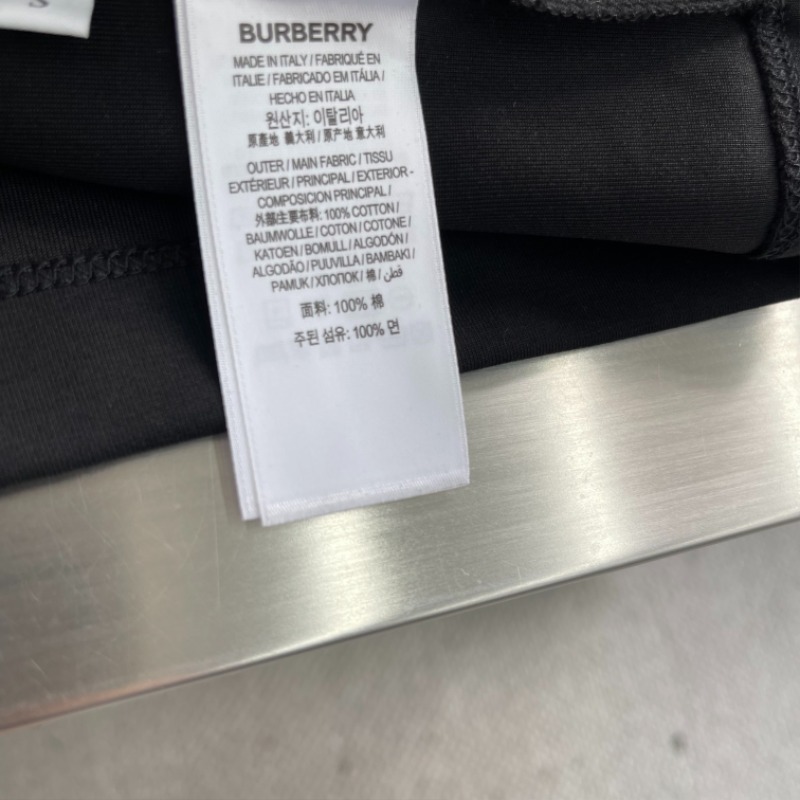 S
BURBERRY
MADE IN ITALY / FABRIQUÉ EN
ITALIE / FABRICADO EM ITÁLIA /
HECHO EN ITALIA
원산지: 이탈리아
原產地 義大利 / 原产地 意大利
OUTER / MAIN FABRIC / TISSU
EXTÉRIEUR / PRINCIPAL / EXTERIOR -
COMPOSICION PRINCIPAL /
外部主要布料: 100% COTTON /
BAUMWOLLE / COTON / COTONE /
KATOEN / BOMULL / ALGODÓN /
ALGODÃO / PUUVILLA / BAMBAKI /
PAMUK / ХЛОПОК / 棉 / قطن
面料: 100% 棉
주된 섬유: 100% 면